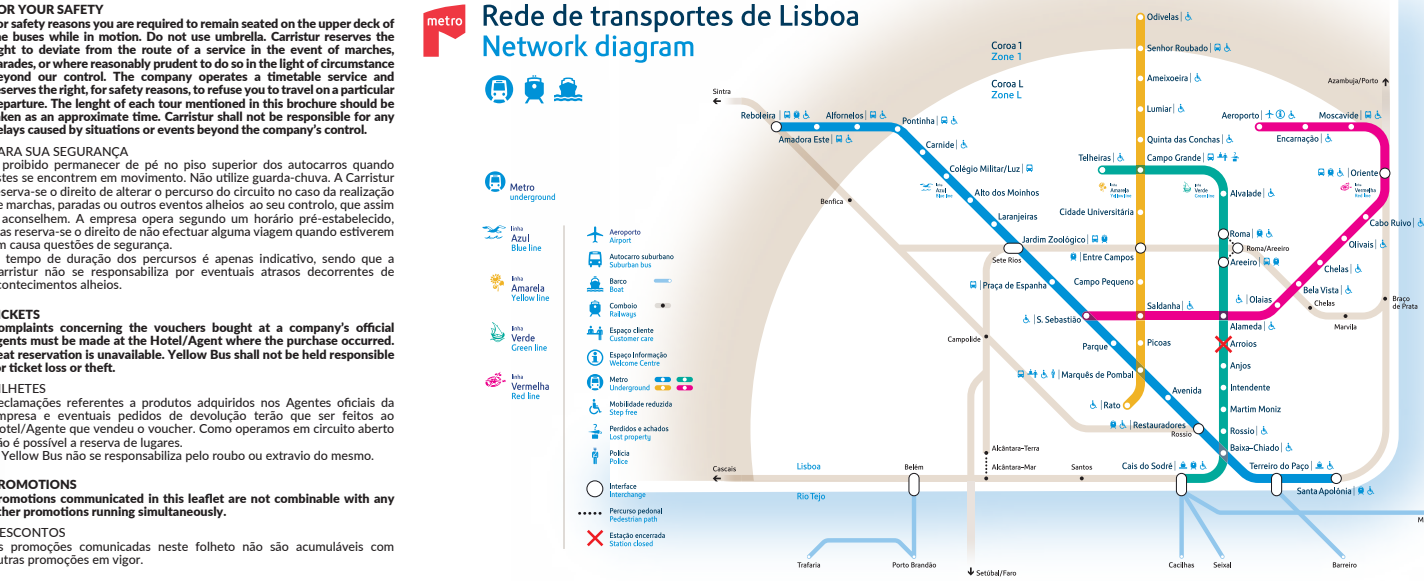 OR YOUR SAFETY
or safety reasons you are required to remain seated on the upper deck of
he buses while in motion. Do not use umbrella. Carristur reserves the
ght to deviate from the route of a service in the event of marches,
arades, or where reasonably prudent to do so in the light of circumstance
eyond our control. The company operates a timetable service and
eserves the right, for safety reasons, to refuse you to travel on a particular
eparture. The lenght of each tour mentioned in this brochure should be
aken as an approximate time. Carristur shall not be responsible for any
elays caused by situations or events beyond the company's control.
ARA SUA SEGURANÇA
proibido permanecer de pé no piso superior dos autocarros quando
stes se encontrem em movimento. Não utilize guarda-chuva. A Carristur
eserva-se o direito de alterar o percurso do circuito no caso da realização
e marchas, paradas ou outros eventos alheios ao seu controlo, que assim
aconselhem. A empresa opera segundo um horário pré-estabelecido,
as reserva-se o direito de não efectuar alguma viagem quando estiverem
m causa questões de segurança.
tempo de duração dos percursos é apenas indicativo, sendo que a
arristur não se responsabiliza por eventuais atrasos decorrentes de
contecimentos alheios.
ICKETS
omplaints concerning the vouchers bought at a company's official
gents must be made at the Hotel/Agent where the purchase occurred.
eat reservation is unavailable. Yellow Bus shall not be held responsible
or ticket loss or theft.
ILHETES
eclamações referentes a produtos adquiridos nos Agentes oficiais da
mpresa e eventuais pedidos de devolução terão que ser feitos ao
otel/Agente que vendeu o voucher. Como operamos em circuito aberto
ão é possível a reserva de lugares.
Yellow Bus não se responsabiliza pelo roubo ou extravio do mesmo.
ROMOTIONS
romotions communicated in this leaflet are not combinable with any
ther promotions running simultaneously.
ESCONTOS
s promoções comunicadas neste folheto não são acumuláveis com
utras promoções em vigor.
metro
Rede de transportes de Lisboa
Network diagram
Metro
underground
linha
Azul
Blue line
linha
Amarela
Yellow line
linha
Verde
Green line
linha
Vermelha
Red line
Aeroporto
Airport
Autocarro suburbano
Suburban bus
Barco
Boat
Comboio
Railways
Espaço cliente
Customer care
Espaço Informação
Welcome Centre
Metro
Underground
Mobilidade reduzida
Step free
Perdidos e achados
Lost property
Polícia
Police
Interface
Interchange
Percurso pedonal
Pedestrian path
Estação encerrada
Station closed
Coroa 1
Zone 1
Coroa L
Zone L
Odivelas
Senhor Roubado
Ameixoeira
Lumiar
Quinta das Conchas
Campo Grande
Telheiras
Cidade Universitária
Entre Campos
Campo Pequeno
Saldanha
Picoas
Marquês de Pombal
Rato
Sintra
Reboleira
Amadora Este
Alfornelos
Pontinha
Carnide
Colégio Militar/Luz
Alto dos Moinhos
Laranjeiras
Jardim Zoológico
Sete Rios
Praça de Espanha
S. Sebastião
Parque
Avenida
Restauradores
Rossio
Baixa-Chiado
Terreiro do Paço
Santa Apolónia
linha
Azul
Blue line
linha
Amarela
Yellow line
linha
Verde
Green line
linha
Vermelha
Red line
Azambuja/Porto
Aeroporto
Encarnação
Moscavide
Oriente
Cabo Ruivo
Olivais
Chelas
Bela Vista
Olaias
Alvalade
Roma
Roma/Areeiro
Areeiro
Alameda
Arroios
Anjos
Intendente
Martim Moniz
Rossio
Cais do Sodré
Chelas
Marvila
Braço
de Prata
Benfica
Campolide
Alcântara-Terra
Alcântara-Mar
Santos
Belém
Cascais
Lisboa
Rio Tejo
Trafaria
Porto Brandão
Setúbal/Faro
Cacilhas
Seixal
Barreiro
M